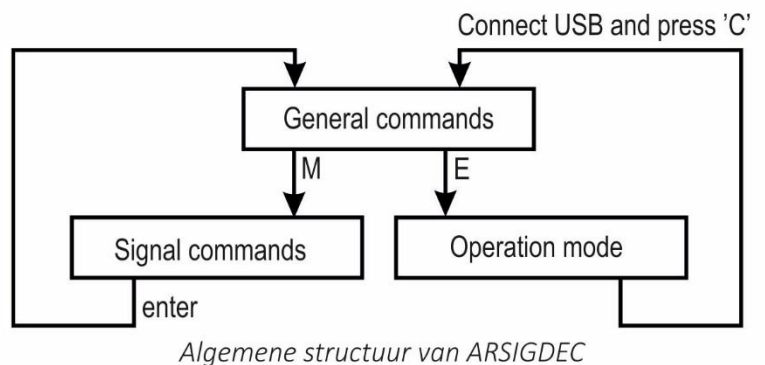 Connect USB and press ’C’
General commands
M
E
Signal commands
Operation mode
enter
Algemene structuur van ARSIGDEC